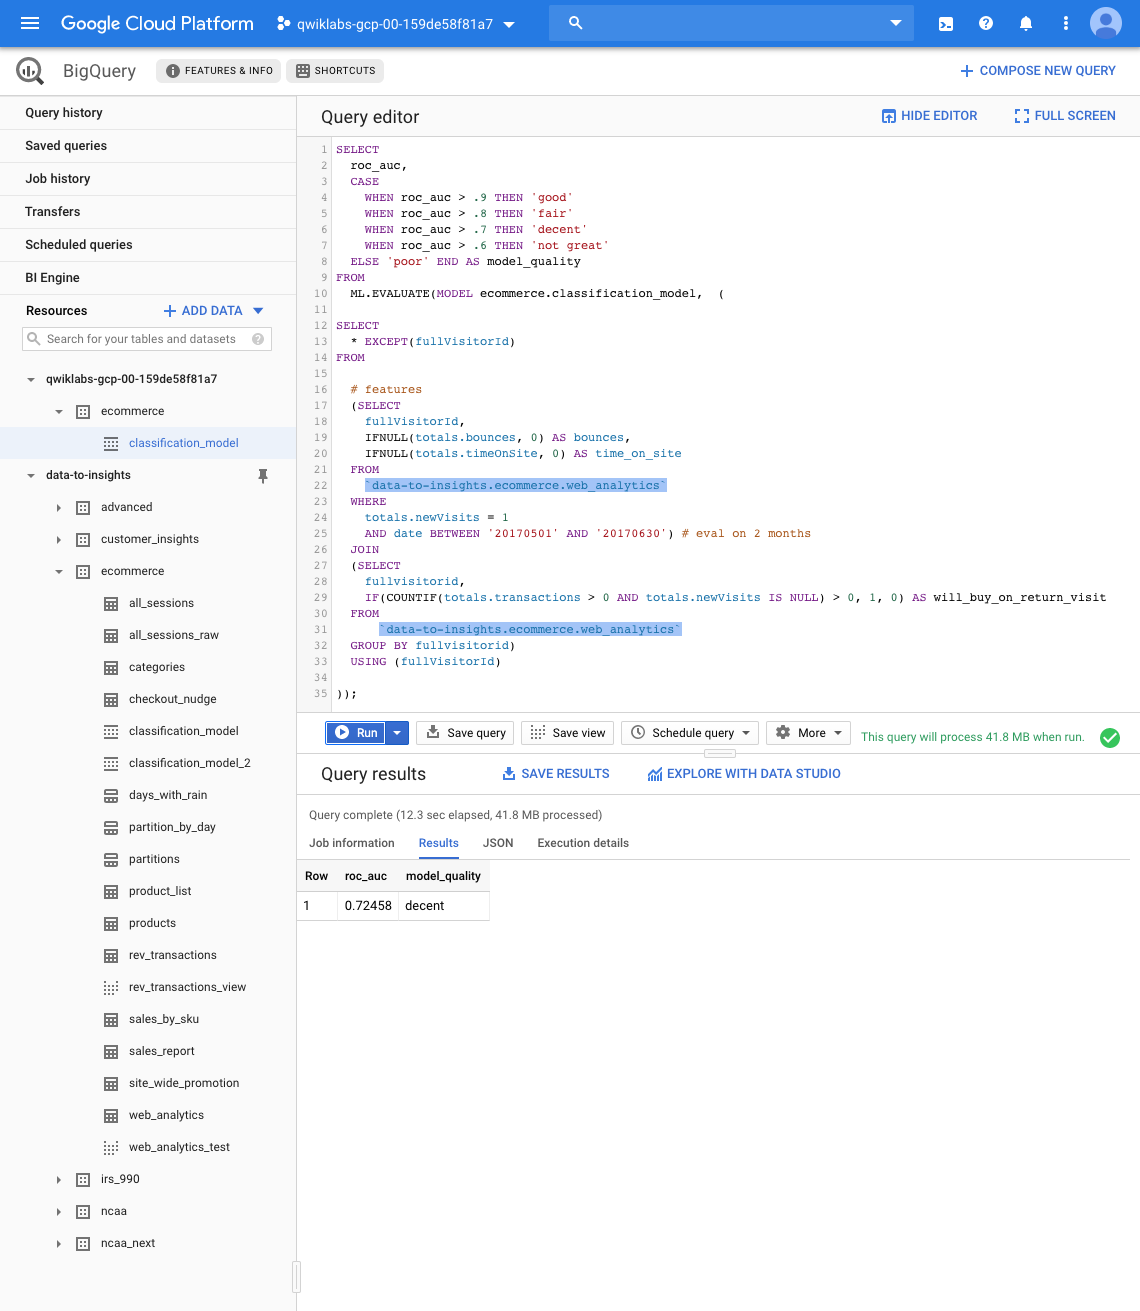 Google Cloud Platform
qwiklabs-gcp-00-159de58f81a7
BigQuery
FEATURES & INFO
SHORTCUTS
COMPOSE NEW QUERY
Query history
Saved queries
Job history
Transfers
Scheduled queries
BI Engine
Resources
ADD DATA
Search for your tables and datasets
qwiklabs-gcp-00-159de58f81a7
ecommerce
classification_model
data-to-insights
advanced
customer_insights
ecommerce
all_sessions
all_sessions_raw
categories
checkout_nudge
classification_model
classification_model_2
days_with_rain
partition_by_day
partitions
product_list
products
rev_transactions
rev_transactions_view
sales_by_sku
sales_report
site_wide_promotion
web_analytics
web_analytics_test
irs_990
ncaa
ncaa_next
Query editor
HIDE EDITOR
FULL SCREEN
1 SELECT
2 roc_auc,
3 CASE
4 WHEN roc_auc > .9 THEN 'good'
5 WHEN roc_auc > .8 THEN 'fair'
6 WHEN roc_auc > .7 THEN 'decent'
7 WHEN roc_auc > .6 THEN 'not great'
8 ELSE 'poor' END AS model_quality
9 FROM
10 ML.EVALUATE(MODEL ecommerce.classification_model,  (
11
12 SELECT
13 * EXCEPT(fullVisitorId)
14 FROM
15
16 # features
17 (SELECT
18 fullVisitorId,
19 IFNULL(totals.bounces, 0) AS bounces,
20 IFNULL(totals.timeOnSite, 0) AS time_on_site
21 FROM
22 `data-to-insights.ecommerce.web_analytics`
23 WHERE
24 totals.newVisits = 1
25 AND date BETWEEN '20170501' AND '20170630') # eval on 2 months
26 JOIN
27 (SELECT
28 fullvisitorid,
29 IF(COUNTIF(totals.transactions > 0 AND totals.newVisits IS NULL) > 0, 1, 0) AS will_buy_on_return_visit
30 FROM
31 `data-to-insights.ecommerce.web_analytics`
32 GROUP BY fullvisitorid)
33 USING (fullVisitorId)
34
35 ));
Run
Save query
Save view
Schedule query
More
This query will process 41.8 MB when run.
Query results
SAVE RESULTS
EXPLORE WITH DATA STUDIO
Query complete (12.3 sec elapsed, 41.8 MB processed)
Job information
Results
JSON
Execution details
Row roc_auc model_quality
1 0.72458 decent